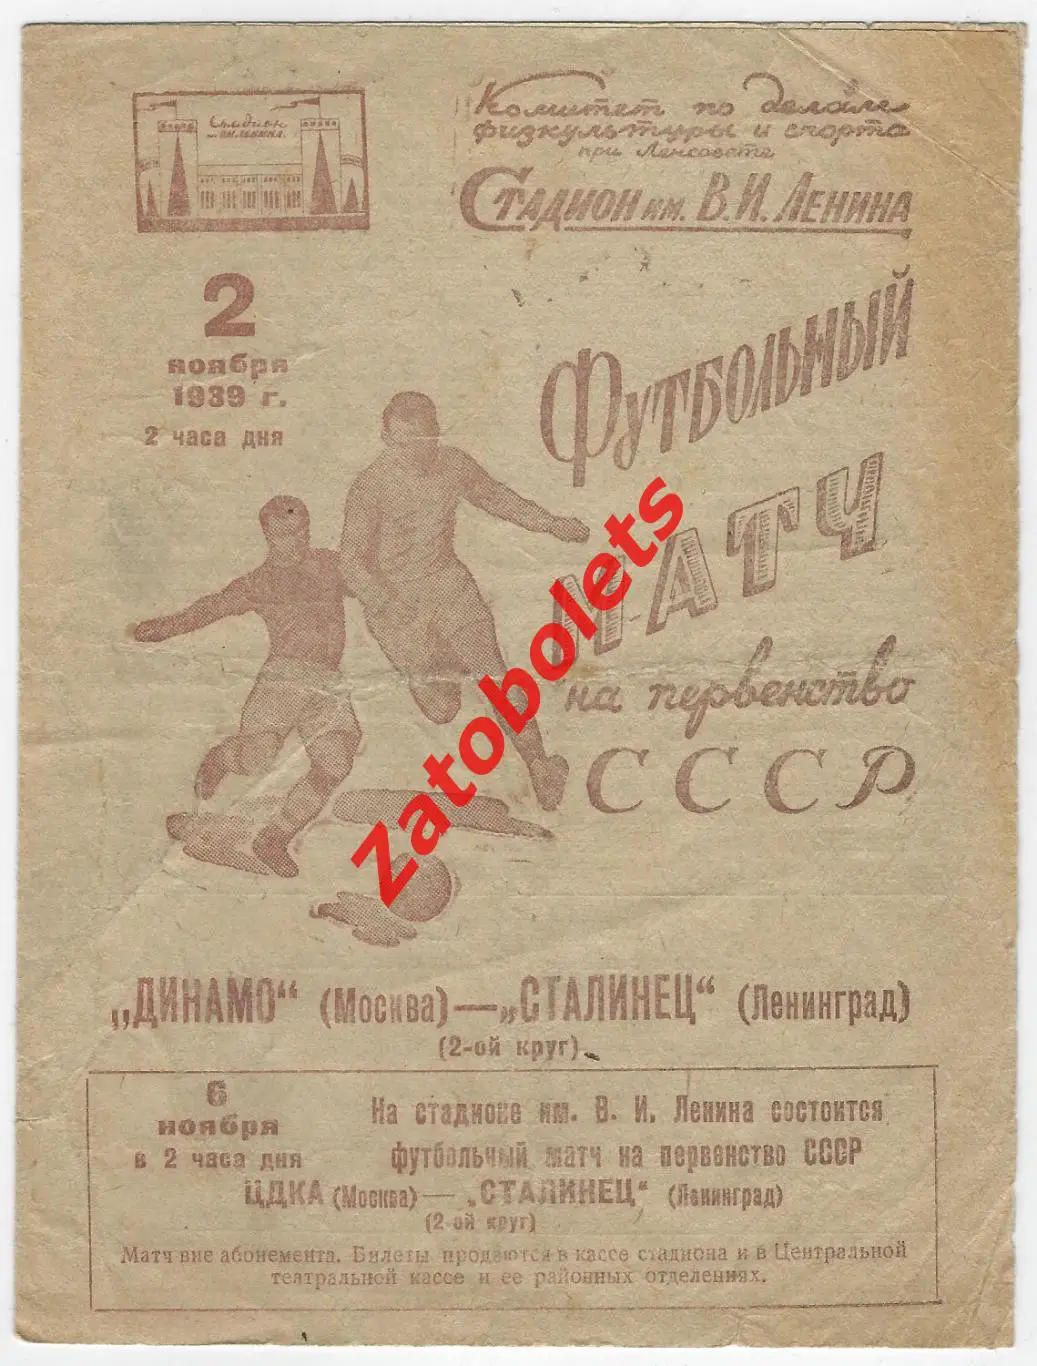 Стадион
им. Ленина.
Комитет по делам
физкультуры и спорта
при Ленсовете
Стадион им. В. И. Ленина
2
ноября
1939 г.
2 часа дня
Футбольный
матч
на первенство
СССР
Zatobolets
„ДИНАМО“ (Москва)—„СТАЛИНЕЦ“ (Ленинград)
(2-ой круг)
6
ноября
в 2 часа дня
На стадионе им. В. И. Ленина состоится
футбольный матч на первенство СССР
ЦДКА (Москва)—„СТАЛИНЕЦ“ (Ленинград)
(2-ой круг)
Матч вне абонемента. Билеты продаются в кассе стадиона и в Центральной
театральной кассе и ее районных отделениях.